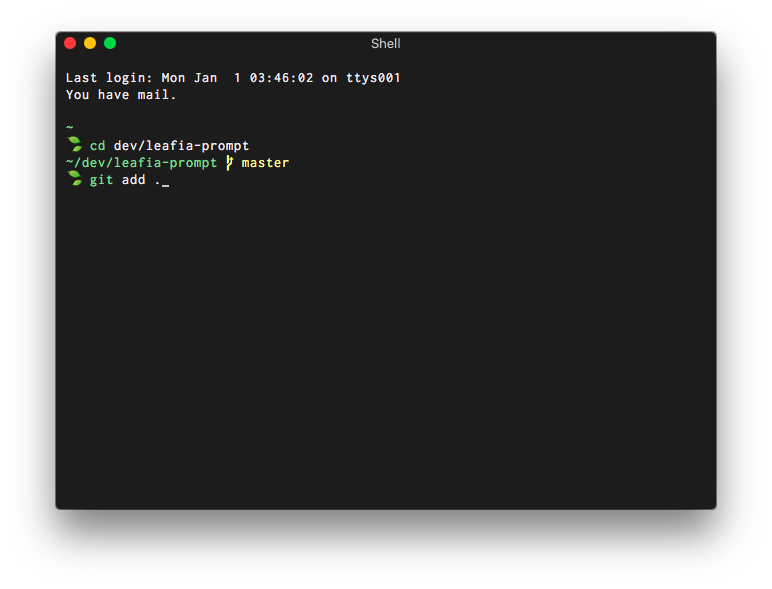 Shell
Last login: Mon Jan  1 03:46:02 on ttys001
You have mail.
~
cd dev/leafia-prompt
~/dev/leafia-prompt master
git add ._